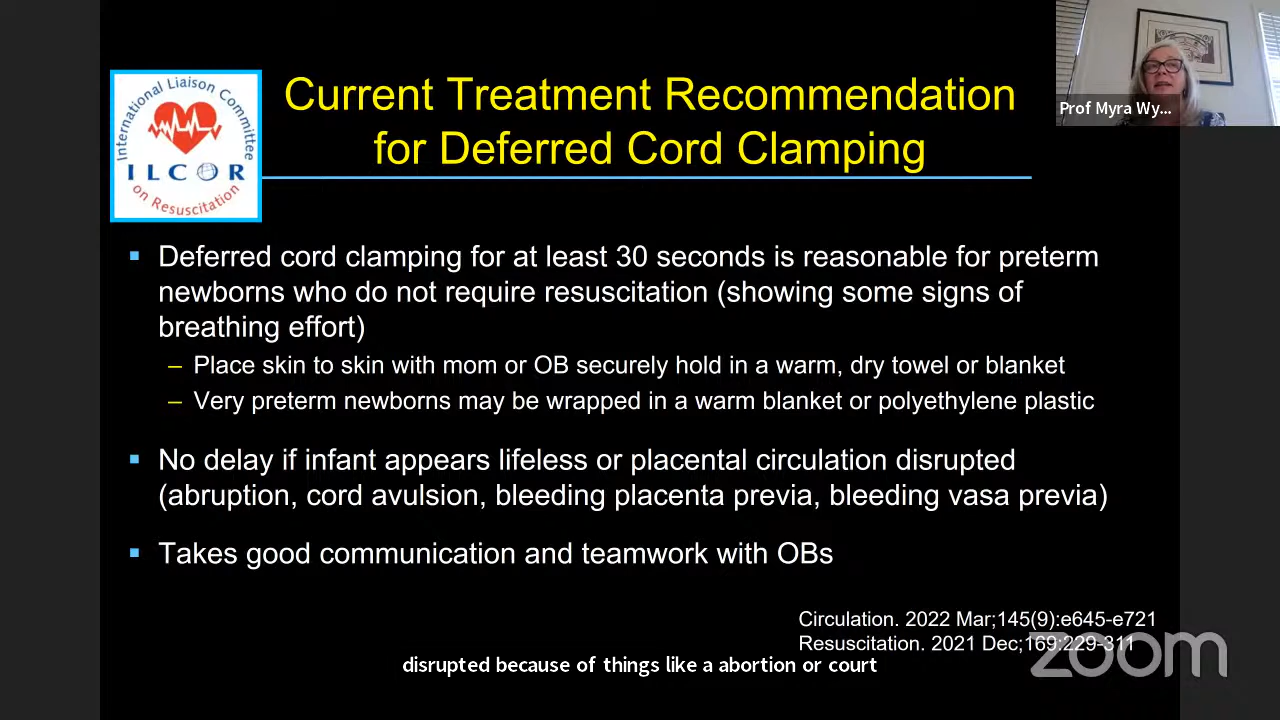 International Liaison Committee
ILCOR
on Resuscitation
Current Treatment Recommendation
for Deferred Cord Clamping
Prof Myra Wy...
▪ Deferred cord clamping for at least 30 seconds is reasonable for preterm
newborns who do not require resuscitation (showing some signs of
breathing effort)
– Place skin to skin with mom or OB securely hold in a warm, dry towel or blanket
– Very preterm newborns may be wrapped in a warm blanket or polyethylene plastic
▪ No delay if infant appears lifeless or placental circulation disrupted
(abruption, cord avulsion, bleeding placenta previa, bleeding vasa previa)
▪ Takes good communication and teamwork with OBs
Circulation. 2022 Mar;145(9):e645-e721
Resuscitation. 2021 Dec;169:229-311
zoom
disrupted because of things like a abortion or court